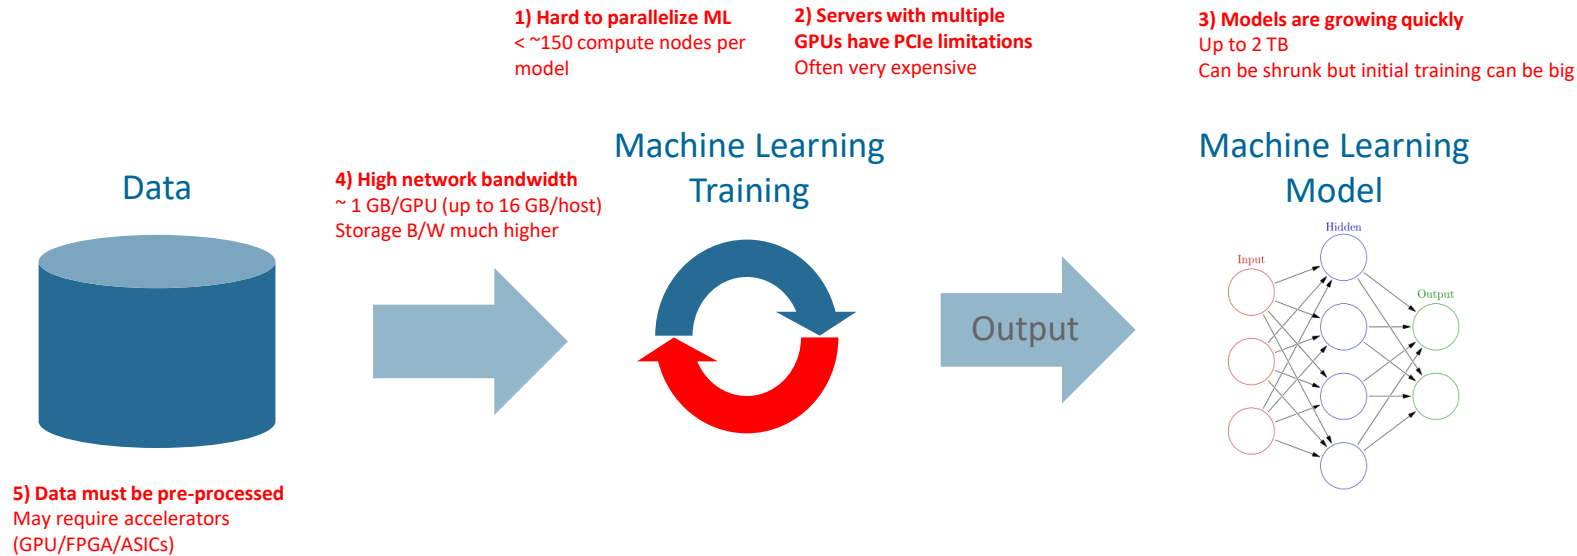 1) Hard to parallelize ML
< ~150 compute nodes per
model
2) Servers with multiple
GPUs have PCIe limitations
Often very expensive
3) Models are growing quickly
Up to 2 TB
Can be shrunk but initial training can be big
Data
4) High network bandwidth
~ 1 GB/GPU (up to 16 GB/host)
Storage B/W much higher
Machine Learning
Training
Machine Learning
Model
Output
Hidden
Input
Output
5) Data must be pre-processed
May require accelerators
(GPU/FPGA/ASICs)